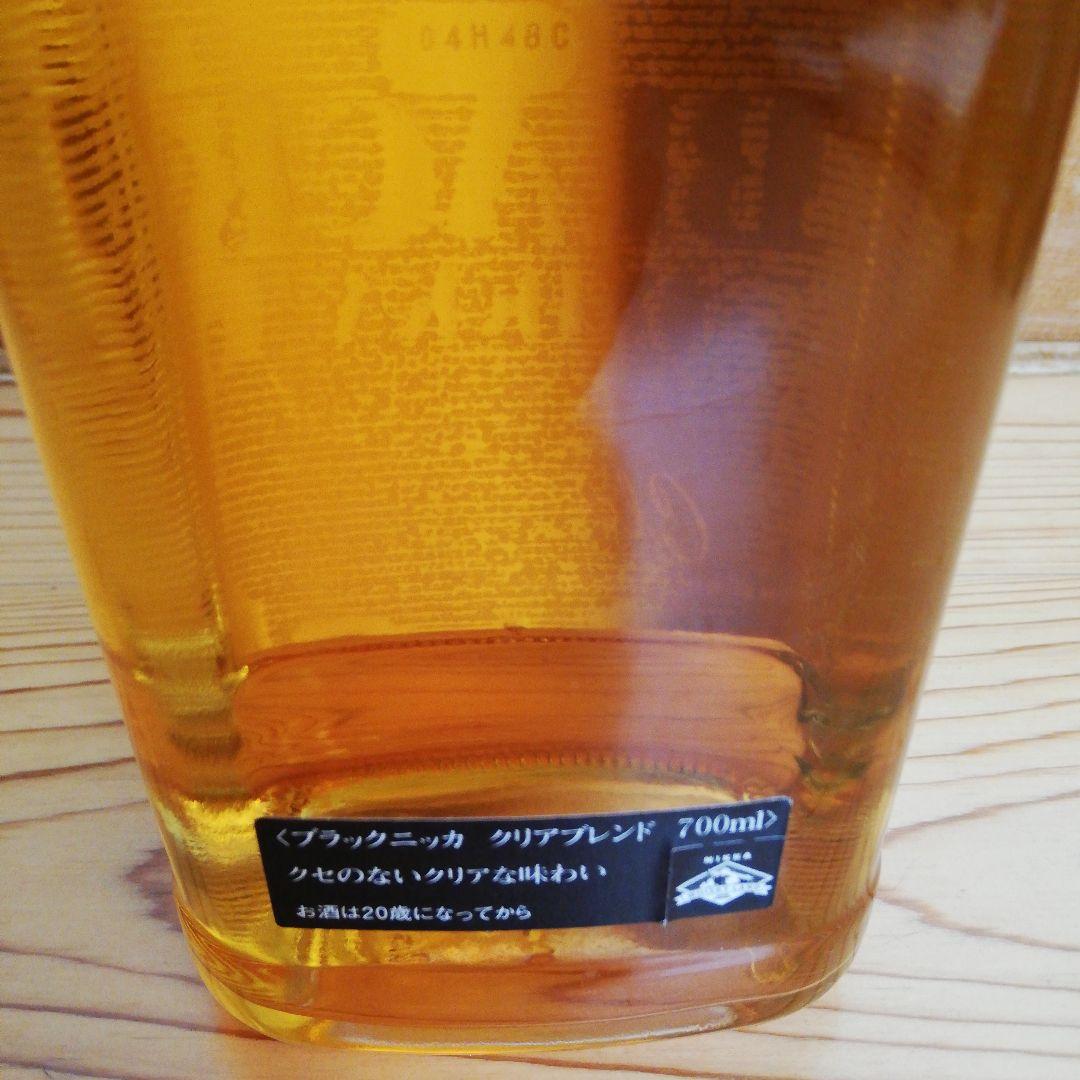 04H48C
〈ブラックニッカ クリアブレンド 700ml〉
クセのないクリアな味わい
お酒は20歳になってから
NIKKA